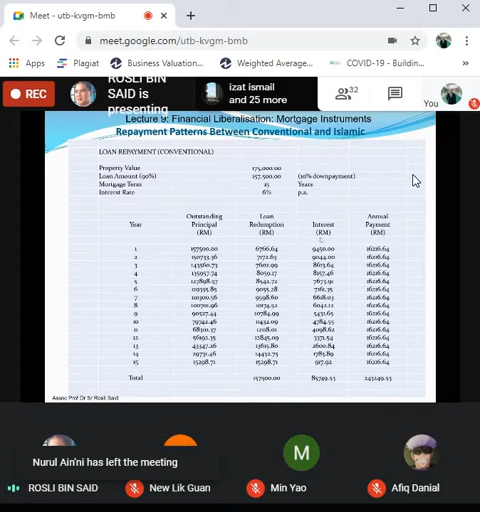 Meet - utb-kvgm-bmb
meet.google.com/utb-kvgm-bmb
Apps
Plagiat
Business Valuation...
Weighted Average...
COVID-19 - Building...
REC
ROSLI BIN SAID is presenting
izat ismail and 25 more
32
You
Lecture 9: Financial Liberalisation: Mortgage Instruments
Repayment Patterns Between Conventional and Islamic
LOAN REPAYMENT (CONVENTIONAL)
Property Value 175,000.00
Loan Amount (90%) 157,500.00 (10% downpayment)
Mortgage Term 15 Years
Interest Rate 6% p.a.
Year Outstanding Principal (RM) Loan Redemption (RM) Interest (RM) Annual Payment (RM)
1 157500.00 6766.64 9450.00 16216.64
2 150733.36 7172.63 9044.00 16216.64
3 143560.73 7602.99 8613.64 16216.64
4 135957.74 8059.17 8157.46 16216.64
5 127898.57 8542.72 7673.91 16216.64
6 119355.85 9055.28 7161.35 16216.64
7 110300.56 9598.60 6618.03 16216.64
8 100701.96 10174.52 6042.12 16216.64
9 90527.44 10784.99 5431.65 16216.64
10 79742.46 11432.09 4784.55 16216.64
11 68310.37 12118.01 4098.62 16216.64
12 56192.35 12845.09 3371.54 16216.64
13 43347.26 13615.80 2600.84 16216.64
14 29731.46 14432.75 1783.89 16216.64
15 15298.71 15298.71 917.92 16216.64
Total 157500.00 85749.53 243249.53
Assoc Prof Dr Sr Rosli Said
Nurul Ain'ni has left the meeting
M
ROSLI BIN SAID
New Lik Guan
Min Yao
Afiq Danial